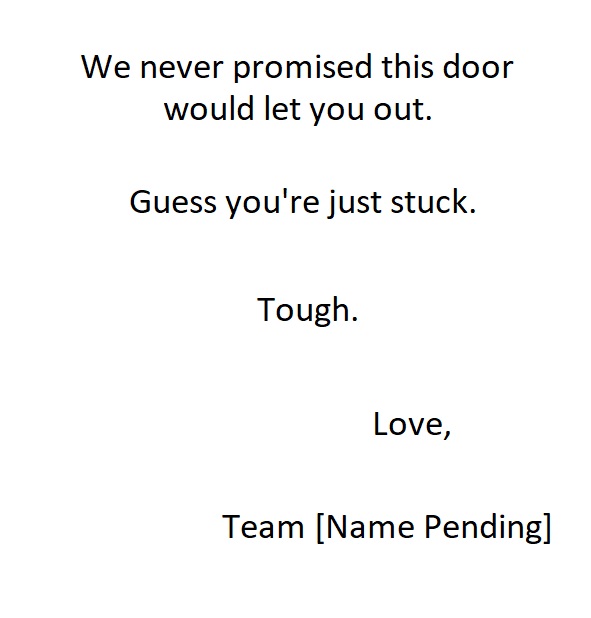 We never promised this door
would let you out.
Guess you're just stuck.
Tough.
Love,
Team [Name Pending]